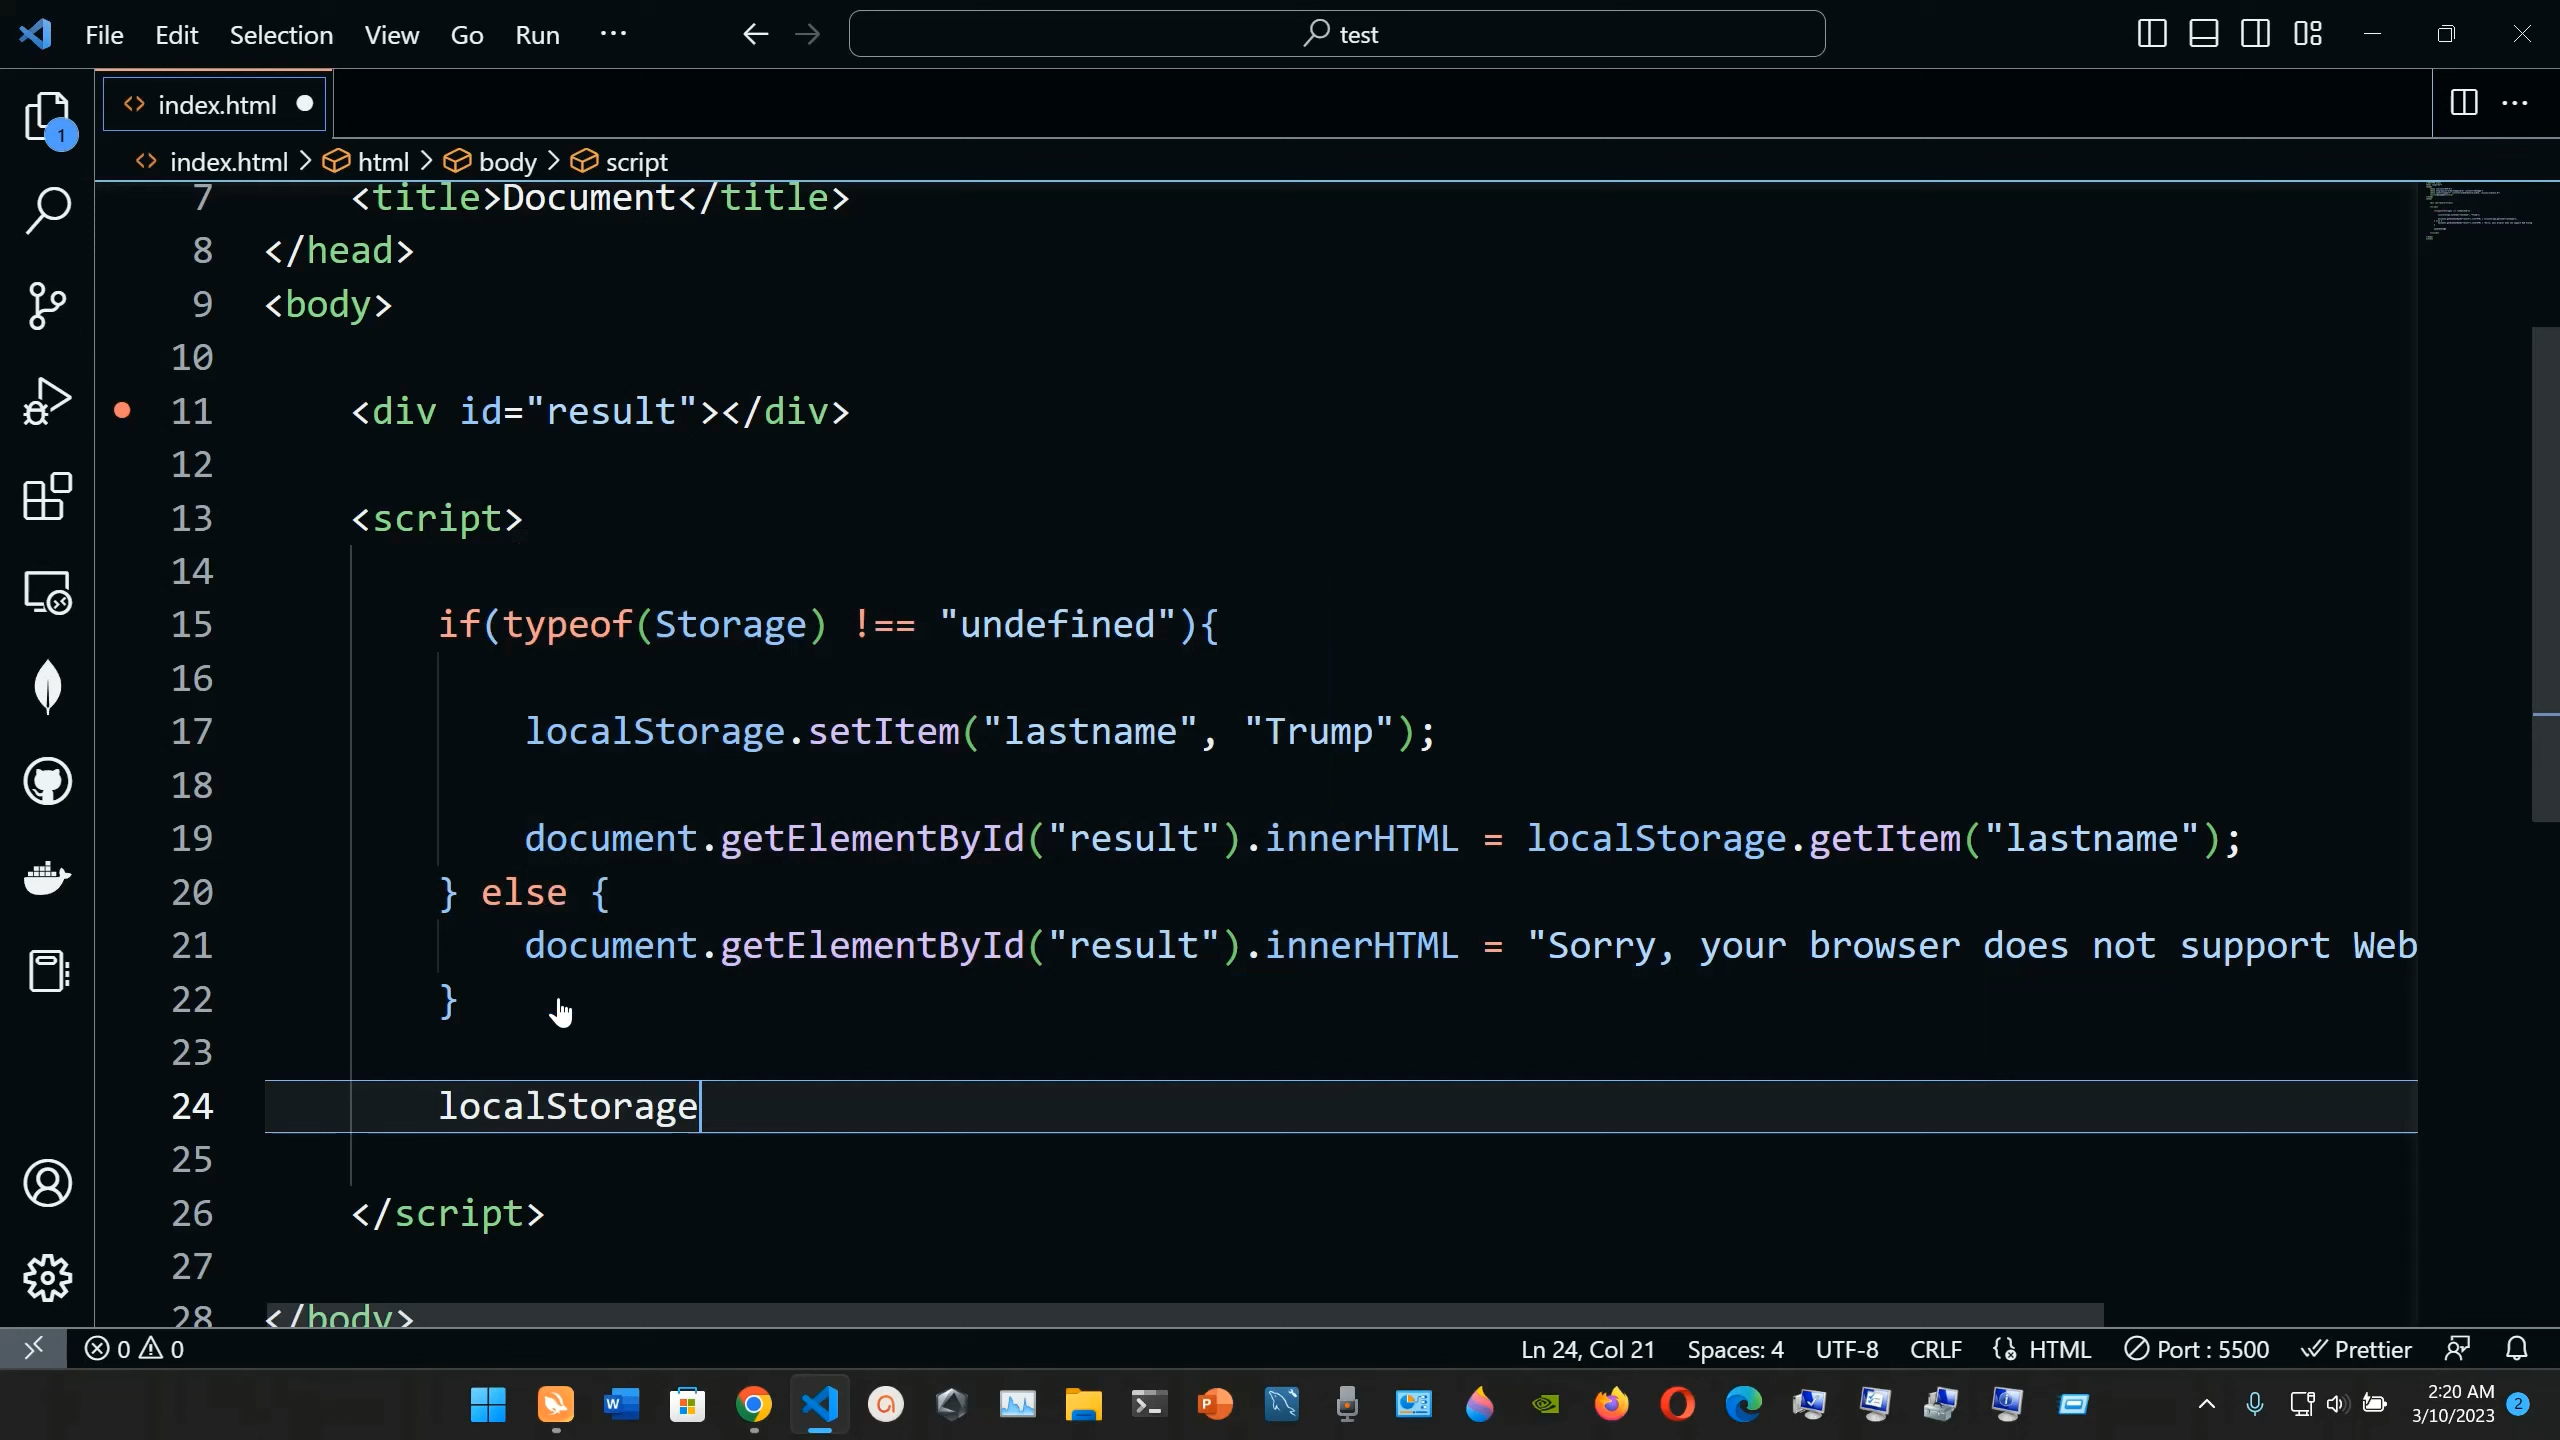 File Edit Selection View Go Run ··· test
index.html
index.html > html > body > script
7 <title>Document</title>
8 </head>
9 <body>
10
11 <div id="result"></div>
12
13 <script>
14
15 if(typeof(Storage) !== "undefined"){
16
17 localStorage.setItem("lastname", "Trump");
18
19 document.getElementById("result").innerHTML = localStorage.getItem("lastname");
20 } else {
21 document.getElementById("result").innerHTML = "Sorry, your browser does not support Web
22 }
23
24 localStorage
25
26 </script>
27
28 </body>
1
0 0 Ln 24, Col 21 Spaces: 4 UTF-8 CRLF HTML Port : 5500 Prettier
2:20 AM
3/10/2023 2